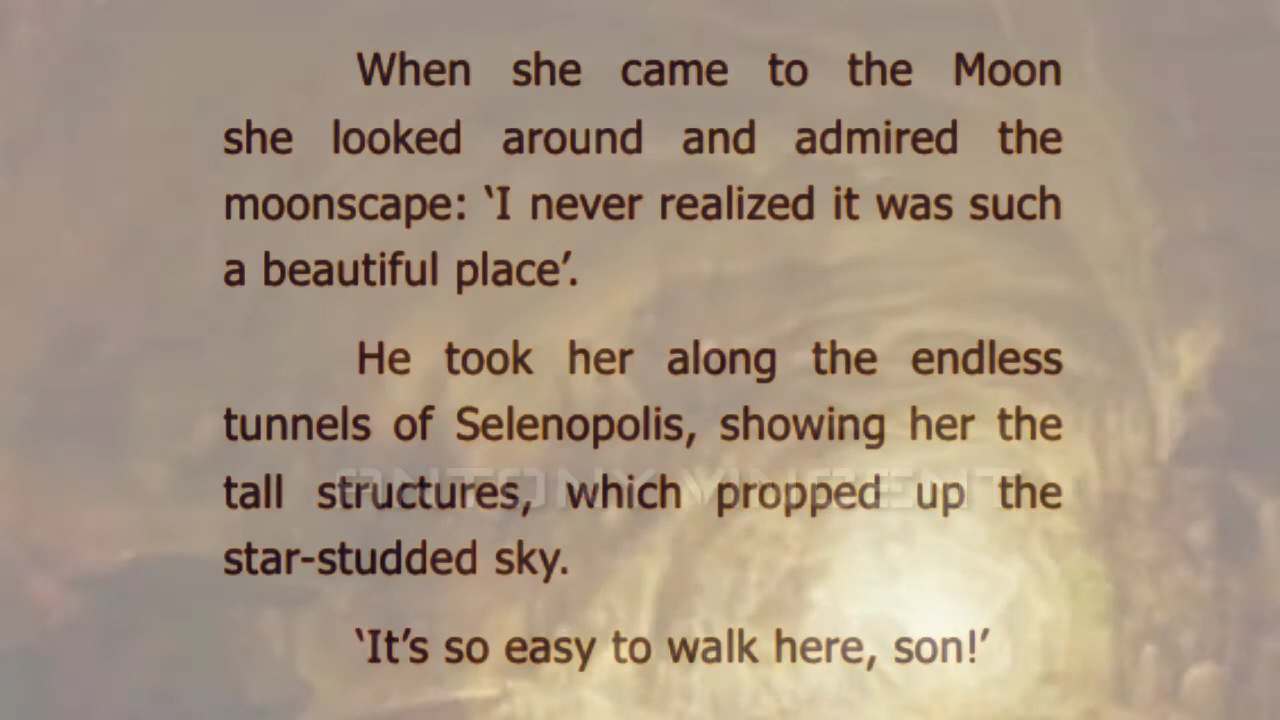 When she came to the Moon
she looked around and admired the
moonscape: ‘I never realized it was such
a beautiful place’.
He took her along the endless
tunnels of Selenopolis, showing her the
tall structures, which propped up the
star-studded sky.
‘It’s so easy to walk here, son!’